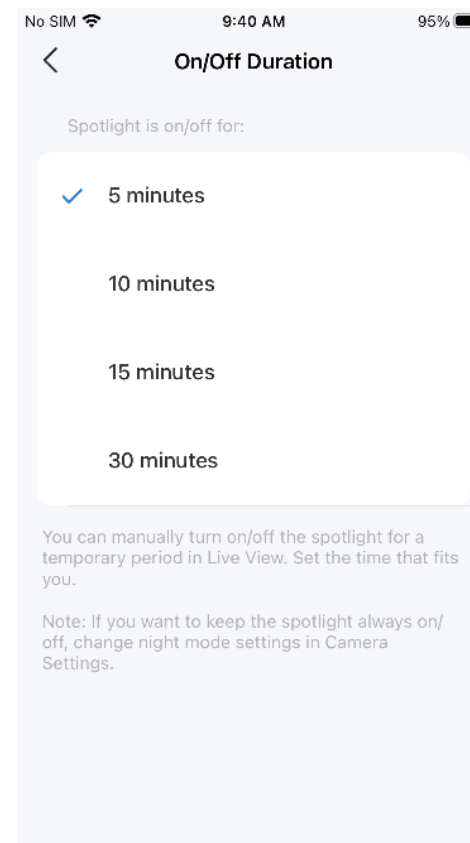 No SIM 9:40 AM 95%
On/Off Duration
Spotlight is on/off for:
5 minutes
10 minutes
15 minutes
30 minutes
You can manually turn on/off the spotlight for a
temporary period in Live View. Set the time that fits
you.
Note: If you want to keep the spotlight always on/
off, change night mode settings in Camera
Settings.